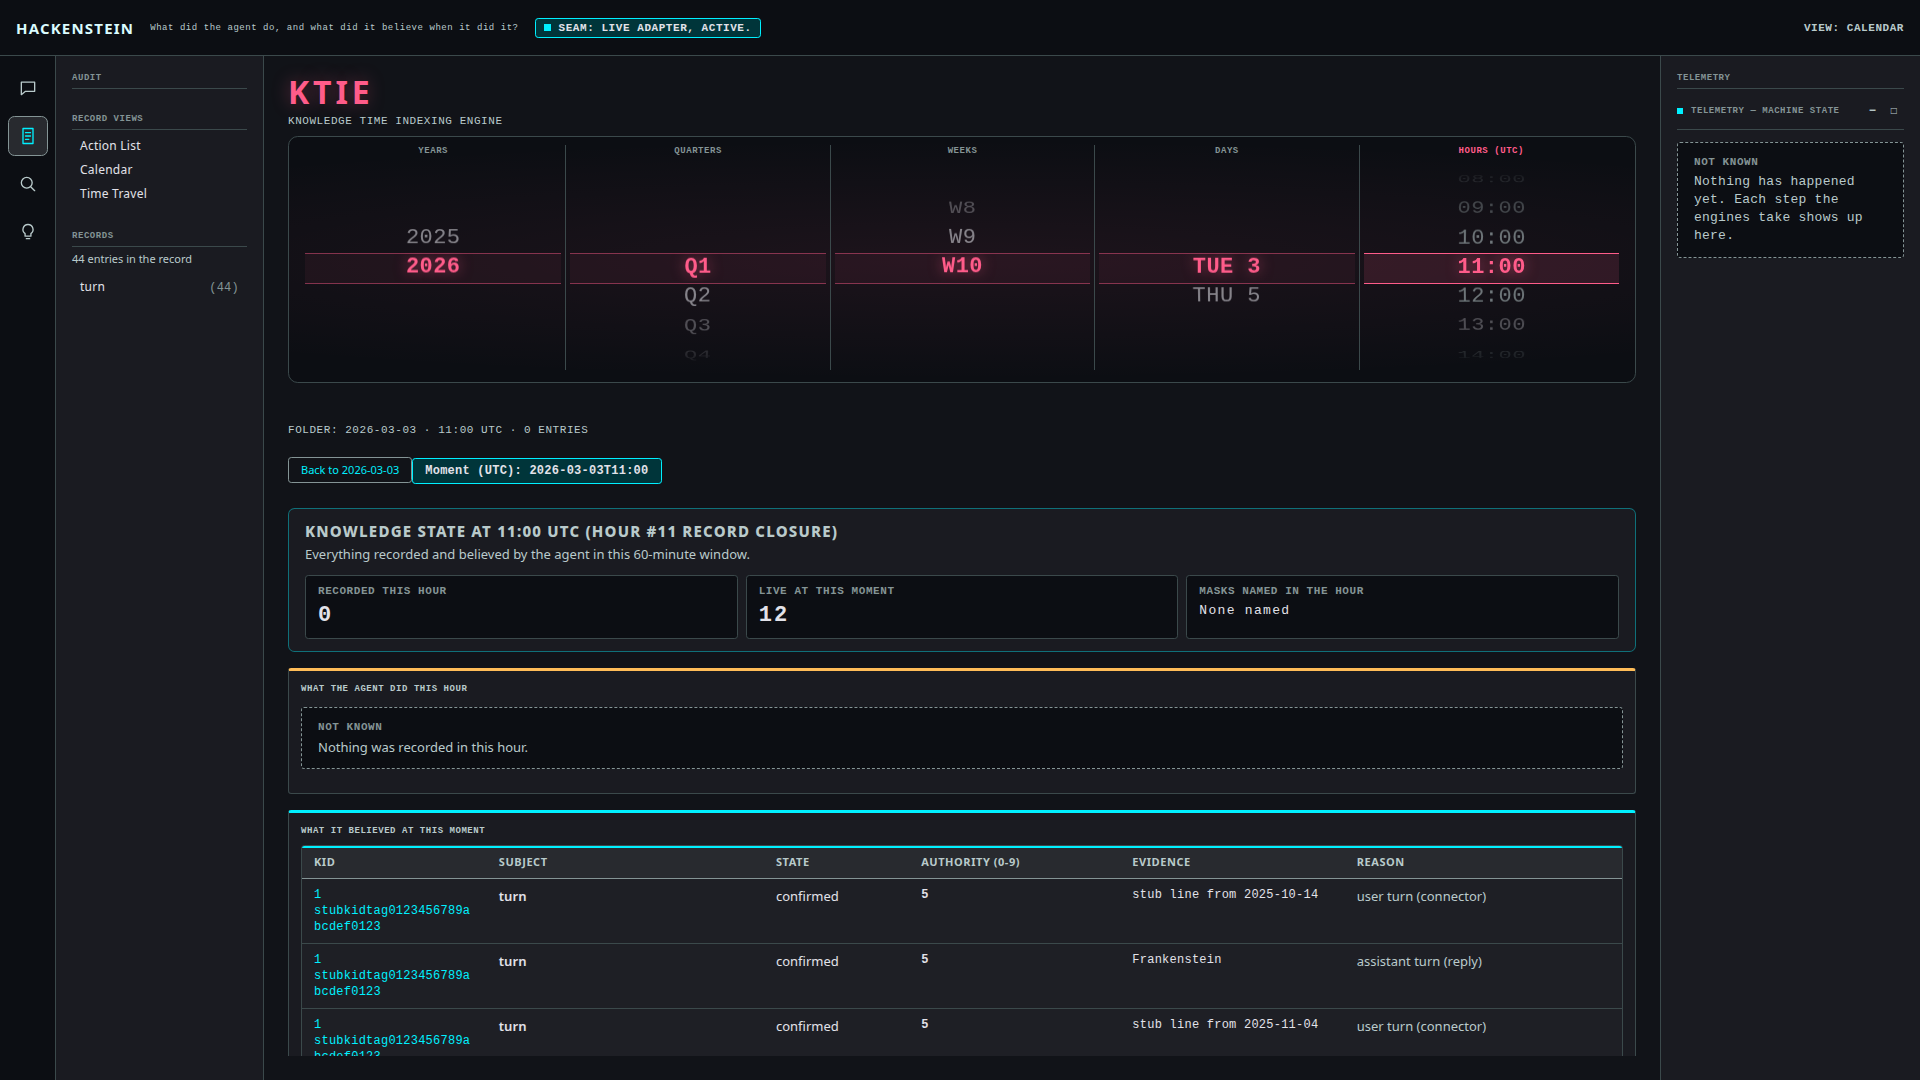 HACKENSTEIN
What did the agent do, and what did it believe when it did it?
SEAM: LIVE ADAPTER, ACTIVE.
VIEW: CALENDAR
AUDIT
RECORD VIEWS
Action List
Calendar
Time Travel
RECORDS
44 entries in the record
turn (44)
KTIE
KNOWLEDGE TIME INDEXING ENGINE
YEARS
2025
2026
QUARTERS
Q1
Q2
Q3
Q4
WEEKS
W8
W9
W10
DAYS
TUE 3
THU 5
HOURS (UTC)
08:00
09:00
10:00
11:00
12:00
13:00
14:00
FOLDER: 2026-03-03 · 11:00 UTC · 0 ENTRIES
Back to 2026-03-03
Moment (UTC): 2026-03-03T11:00
KNOWLEDGE STATE AT 11:00 UTC (HOUR #11 RECORD CLOSURE)
Everything recorded and believed by the agent in this 60-minute window.
RECORDED THIS HOUR
0
LIVE AT THIS MOMENT
12
MASKS NAMED IN THE HOUR
None named
WHAT THE AGENT DID THIS HOUR
NOT KNOWN
Nothing was recorded in this hour.
WHAT IT BELIEVED AT THIS MOMENT
KID SUBJECT STATE AUTHORITY (0-9) EVIDENCE REASON
1 turn confirmed 5 stub line from 2025-10-14 user turn (connector)
stubkidtag0123456789a
bcdef0123
1 turn confirmed 5 Frankenstein assistant turn (reply)
stubkidtag0123456789a
bcdef0123
1 turn confirmed 5 stub line from 2025-11-04 user turn (connector)
stubkidtag0123456789a
bcdef0123
TELEMETRY
TELEMETRY — MACHINE STATE
NOT KNOWN
Nothing has happened
yet. Each step the
engines take shows up
here.